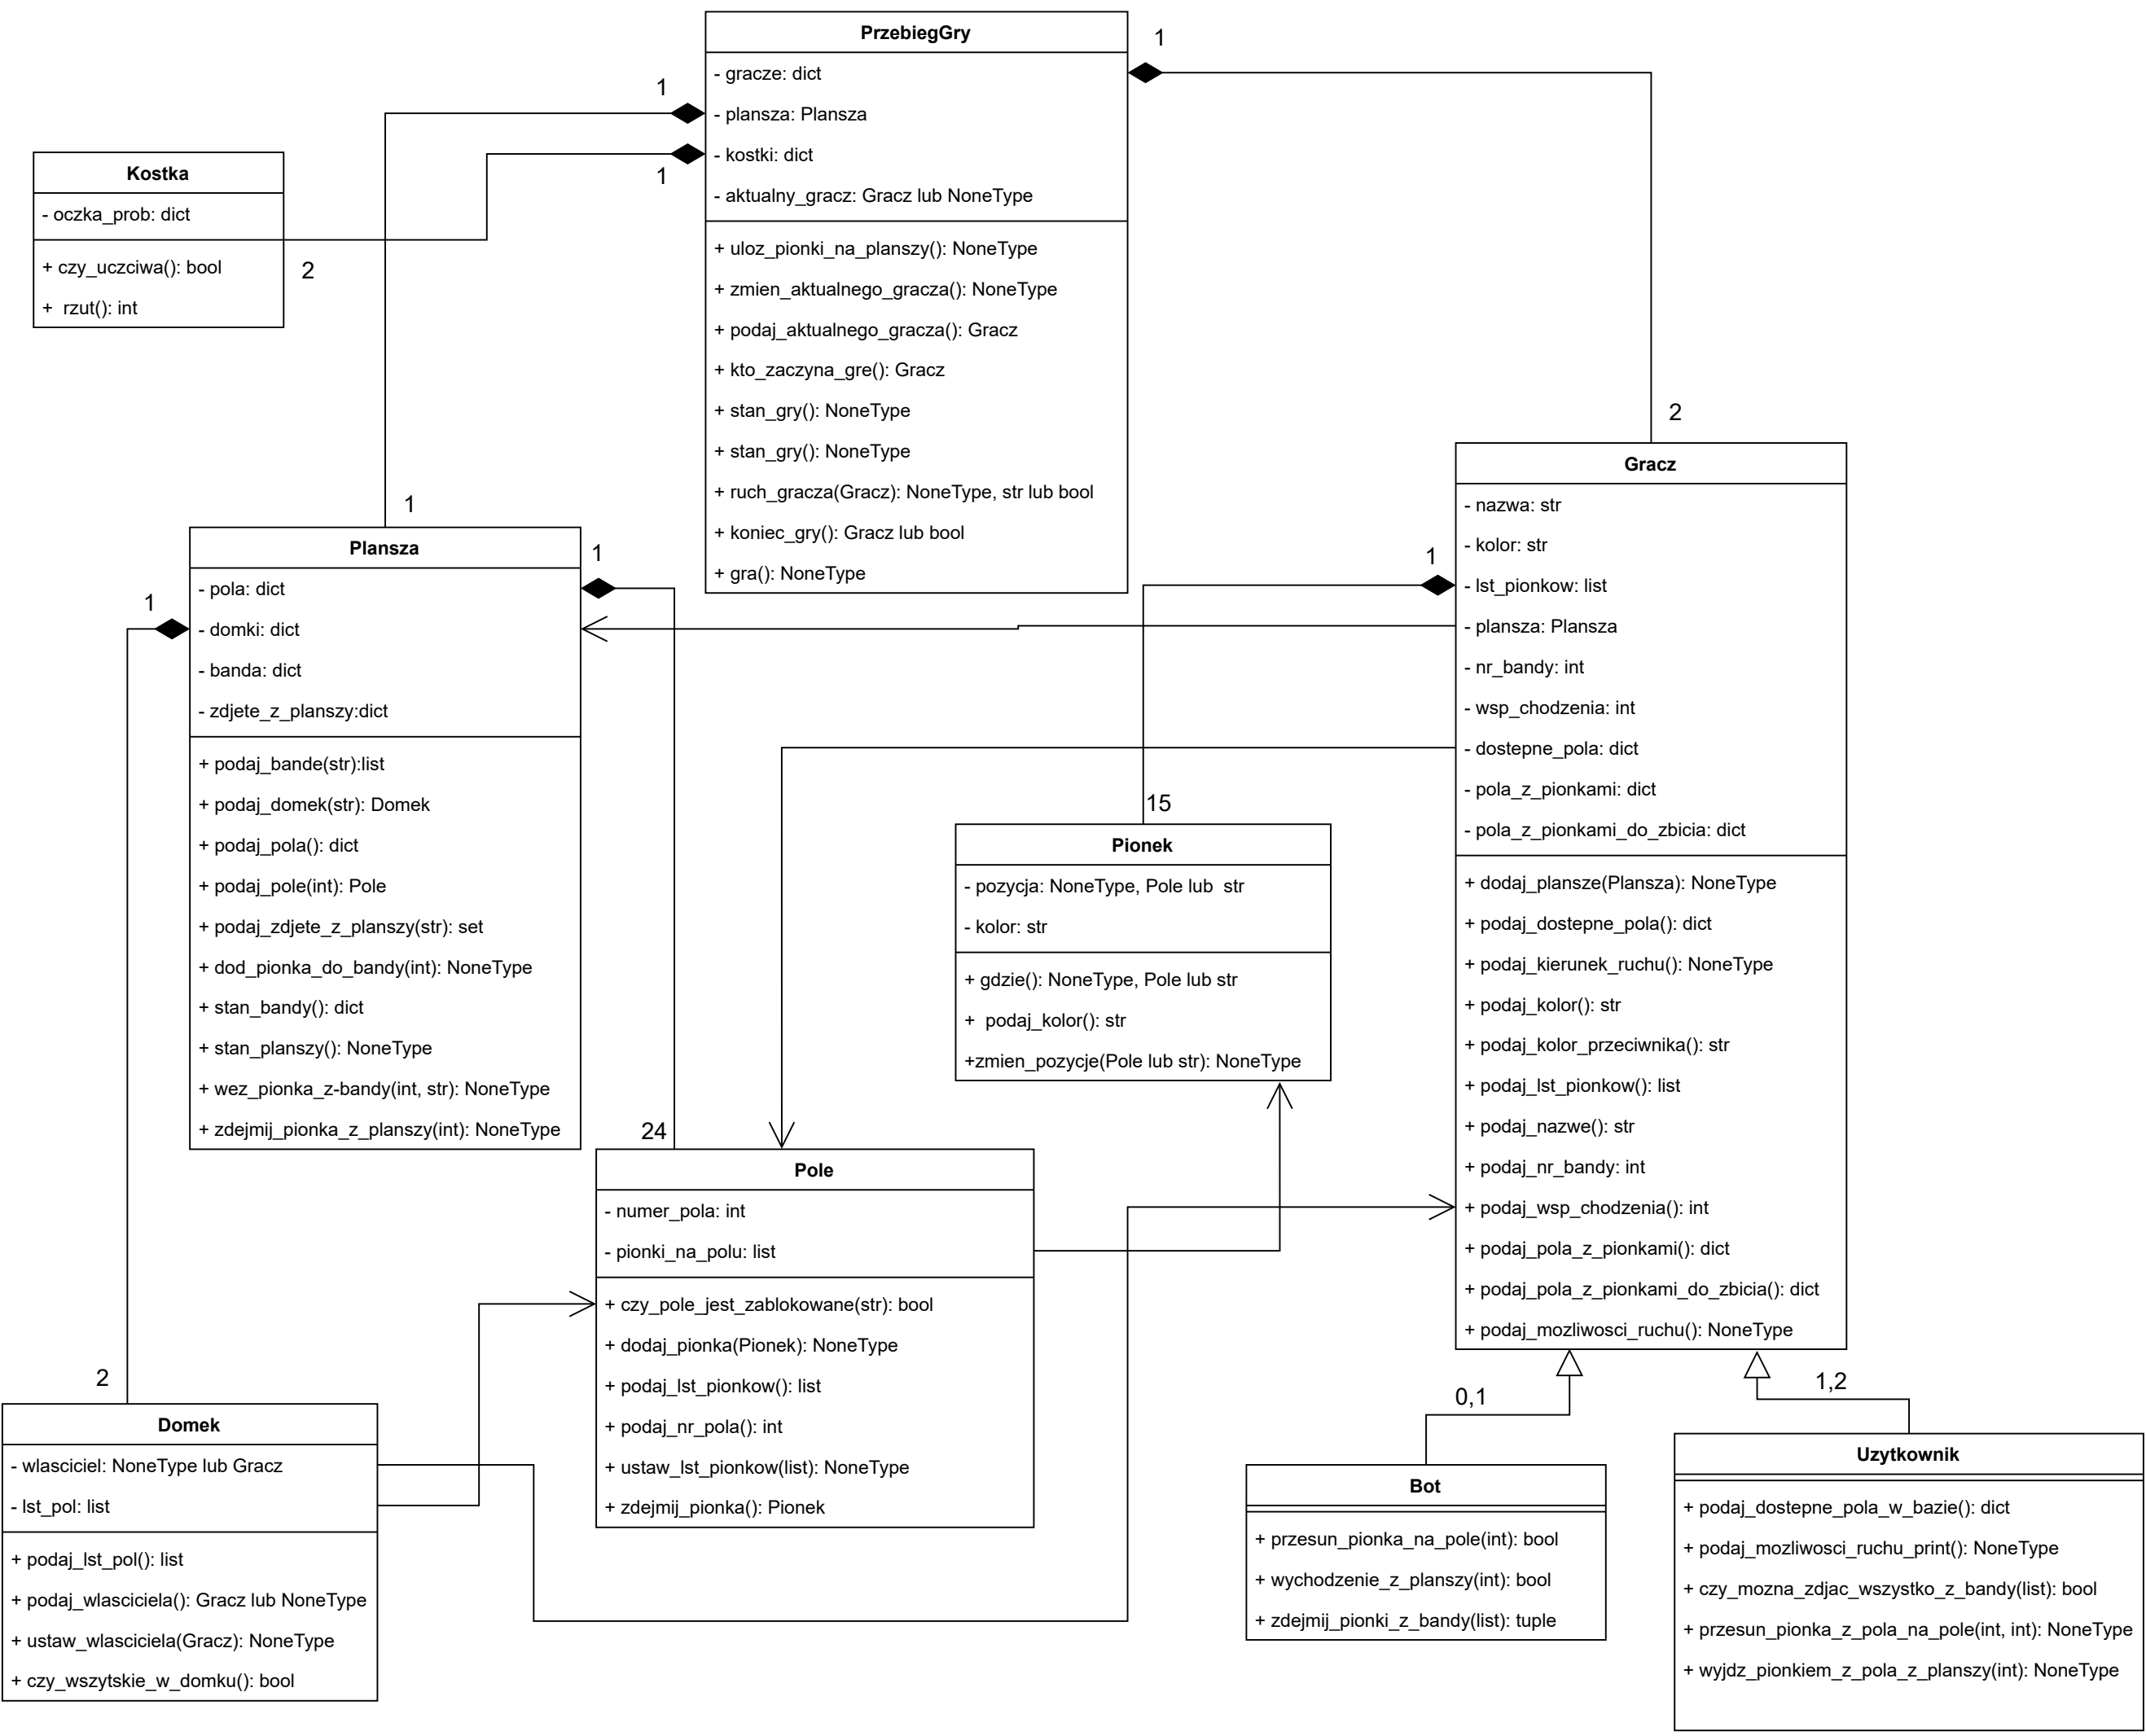 PrzebiegGry
- gracze: dict
- plansza: Plansza
- kostki: dict
- aktualny_gracz: Gracz lub NoneType
+ uloz_pionki_na_planszy(): NoneType
+ zmien_aktualnego_gracza(): NoneType
+ podaj_aktualnego_gracza(): Gracz
+ kto_zaczyna_gre(): Gracz
+ stan_gry(): NoneType
+ stan_gry(): NoneType
+ ruch_gracza(Gracz): NoneType, str lub bool
+ koniec_gry(): Gracz lub bool
+ gra(): NoneType
1
1
1
2
2
1
Kostka
- oczka_prob: dict
+ czy_uczciwa(): bool
+  rzut(): int
Plansza
- pola: dict
- domki: dict
- banda: dict
- zdjete_z_planszy:dict
+ podaj_bande(str):list
+ podaj_domek(str): Domek
+ podaj_pola(): dict
+ podaj_pole(int): Pole
+ podaj_zdjete_z_planszy(str): set
+ dod_pionka_do_bandy(int): NoneType
+ stan_bandy(): dict
+ stan_planszy(): NoneType
+ wez_pionka_z-bandy(int, str): NoneType
+ zdejmij_pionka_z_planszy(int): NoneType
1
1
24
2
Gracz
- nazwa: str
- kolor: str
- lst_pionkow: list
- plansza: Plansza
- nr_bandy: int
- wsp_chodzenia: int
- dostepne_pola: dict
- pola_z_pionkami: dict
- pola_z_pionkami_do_zbicia: dict
+ dodaj_plansze(Plansza): NoneType
+ podaj_dostepne_pola(): dict
+ podaj_kierunek_ruchu(): NoneType
+ podaj_kolor(): str
+ podaj_kolor_przeciwnika(): str
+ podaj_lst_pionkow(): list
+ podaj_nazwe(): str
+ podaj_nr_bandy: int
+ podaj_wsp_chodzenia(): int
+ podaj_pola_z_pionkami(): dict
+ podaj_pola_z_pionkami_do_zbicia(): dict
+ podaj_mozliwosci_ruchu(): NoneType
1
15
Pionek
- pozycja: NoneType, Pole lub  str
- kolor: str
+ gdzie(): NoneType, Pole lub str
+  podaj_kolor(): str
+zmien_pozycje(Pole lub str): NoneType
Pole
- numer_pola: int
- pionki_na_polu: list
+ czy_pole_jest_zablokowane(str): bool
+ dodaj_pionka(Pionek): NoneType
+ podaj_lst_pionkow(): list
+ podaj_nr_pola(): int
+ ustaw_lst_pionkow(list): NoneType
+ zdejmij_pionka(): Pionek
Domek
- wlasciciel: NoneType lub Gracz
- lst_pol: list
+ podaj_lst_pol(): list
+ podaj_wlasciciela(): Gracz lub NoneType
+ ustaw_wlasciciela(Gracz): NoneType
+ czy_wszytskie_w_domku(): bool
0,1
1,2
Bot
+ przesun_pionka_na_pole(int): bool
+ wychodzenie_z_planszy(int): bool
+ zdejmij_pionki_z_bandy(list): tuple
Uzytkownik
+ podaj_dostepne_pola_w_bazie(): dict
+ podaj_mozliwosci_ruchu_print(): NoneType
+ czy_mozna_zdjac_wszystko_z_bandy(list): bool
+ przesun_pionka_z_pola_na_pole(int, int): NoneType
+ wyjdz_pionkiem_z_pola_z_planszy(int): NoneType